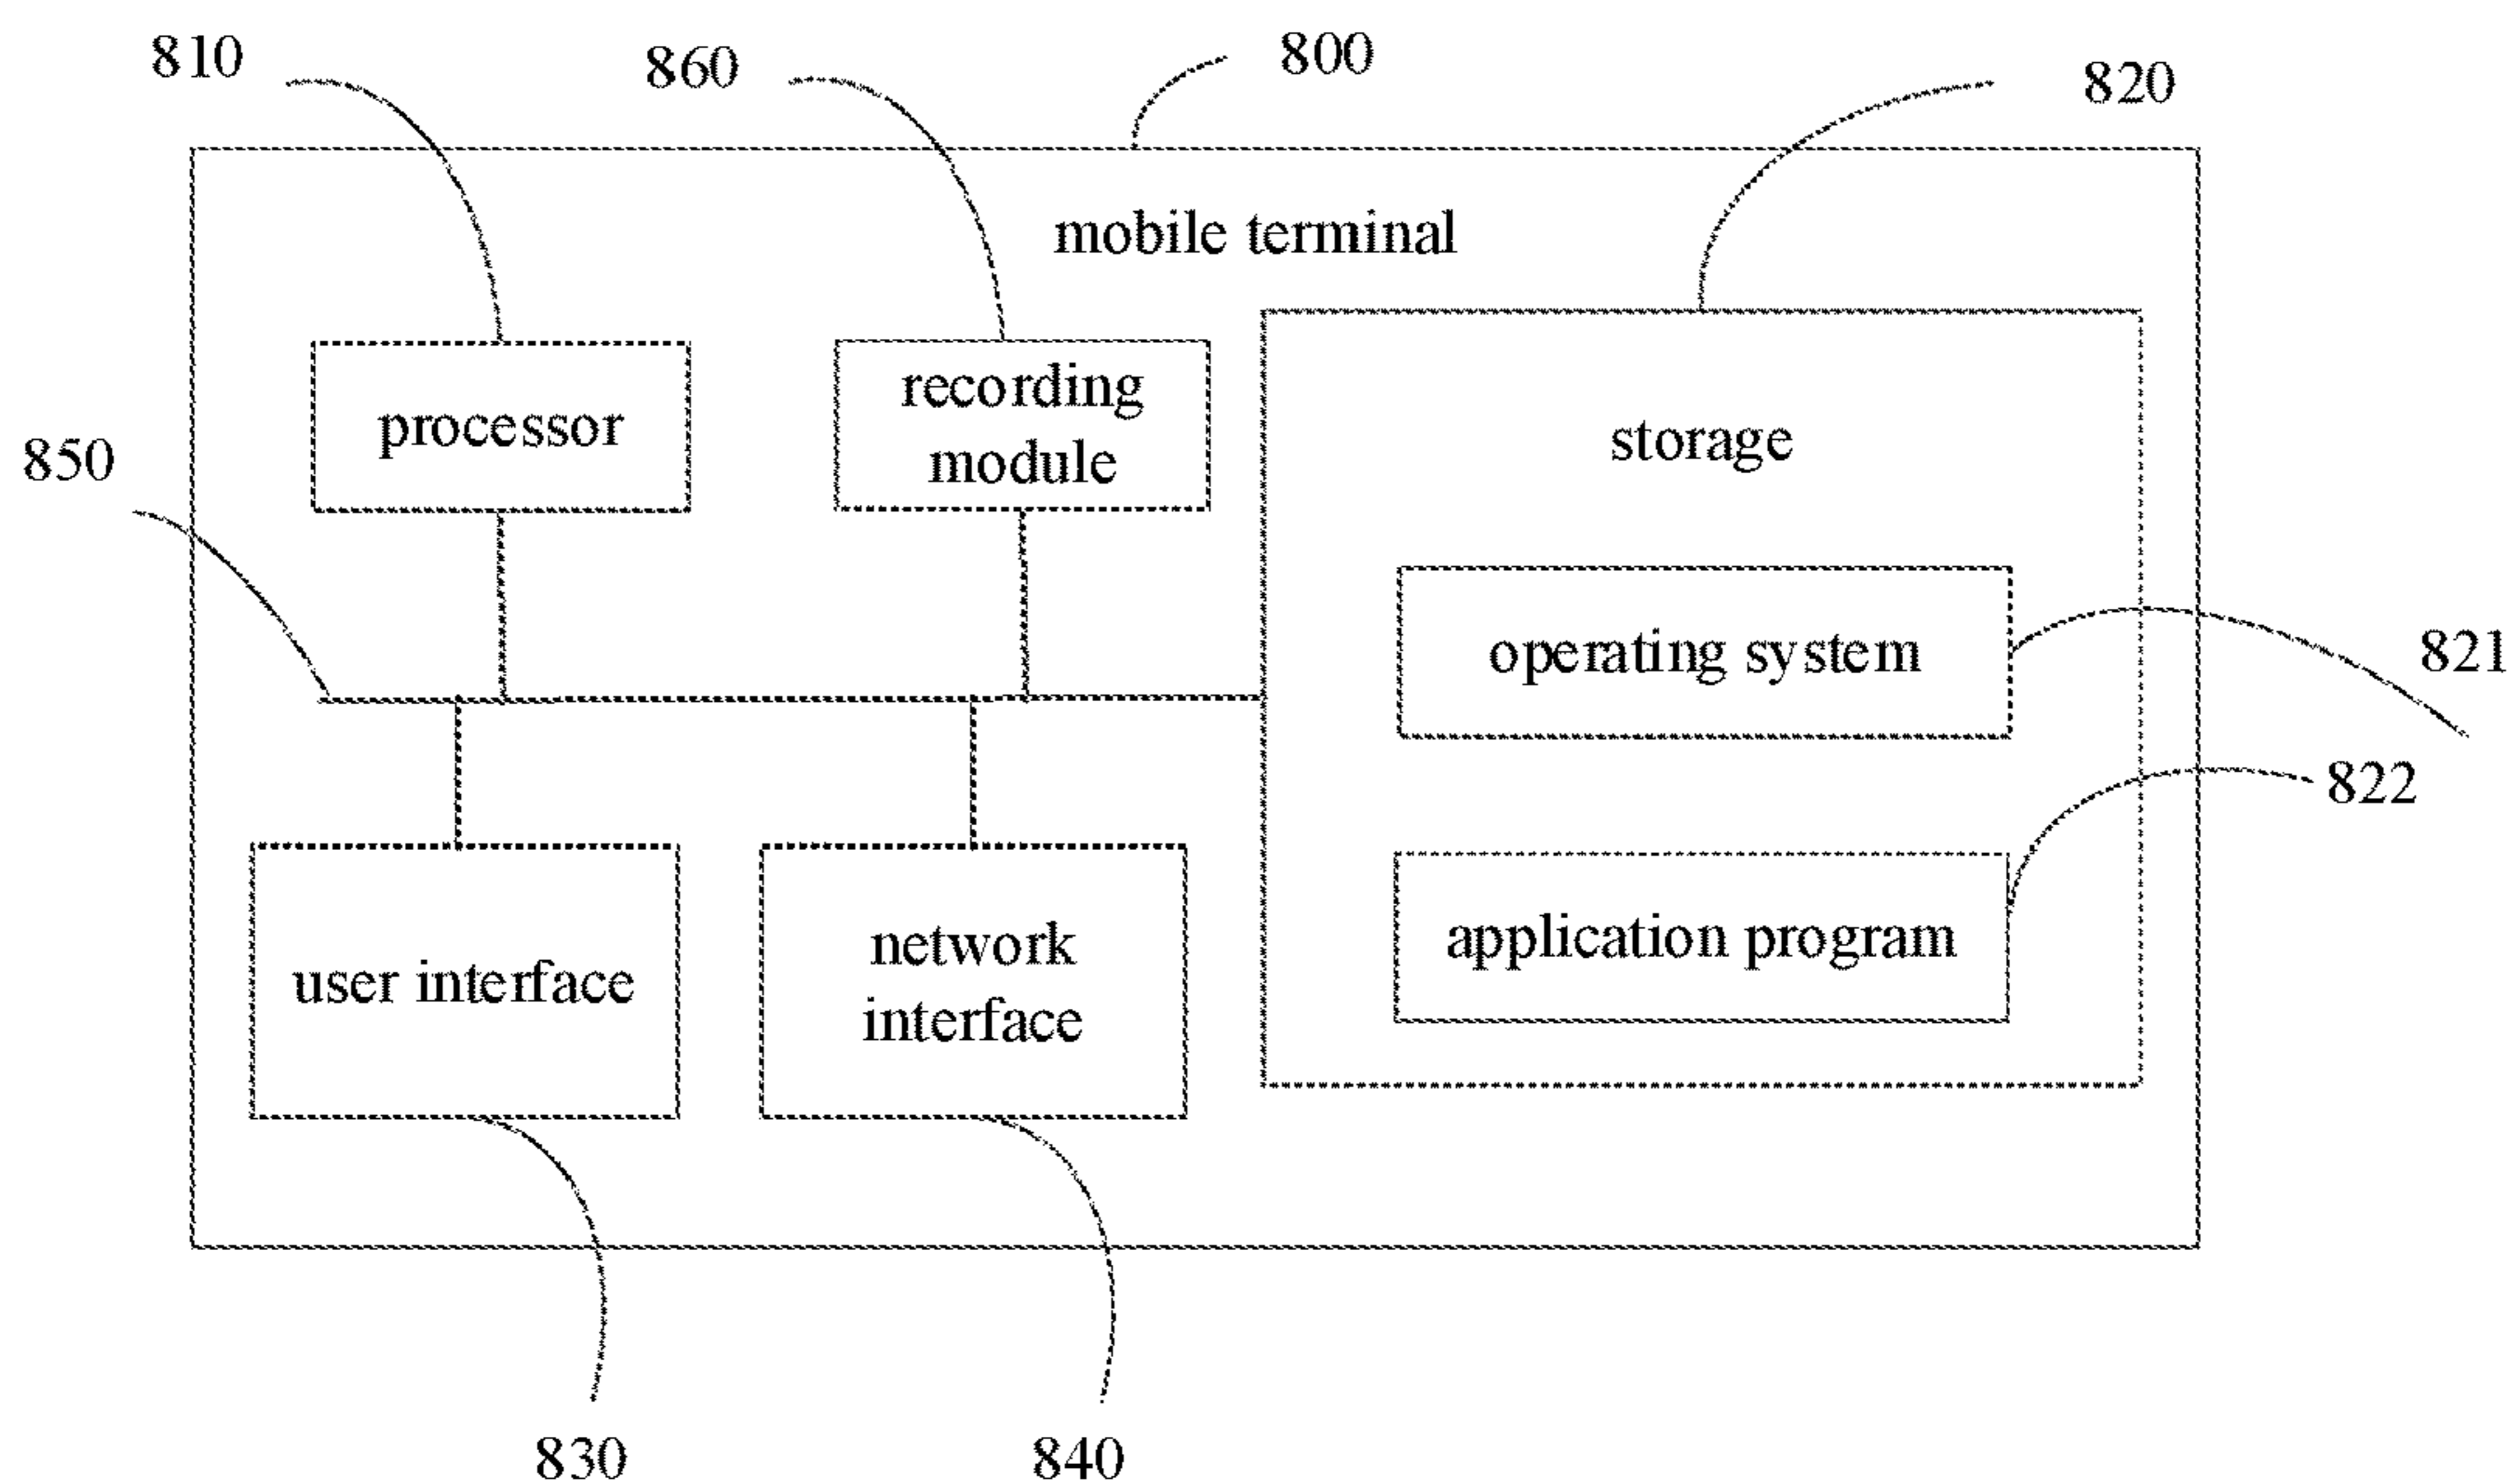 810
860
800
820
mobile terminal
processor
recording
module
storage
850
operating system
821
822
user interface
network
interface
application program
830
840